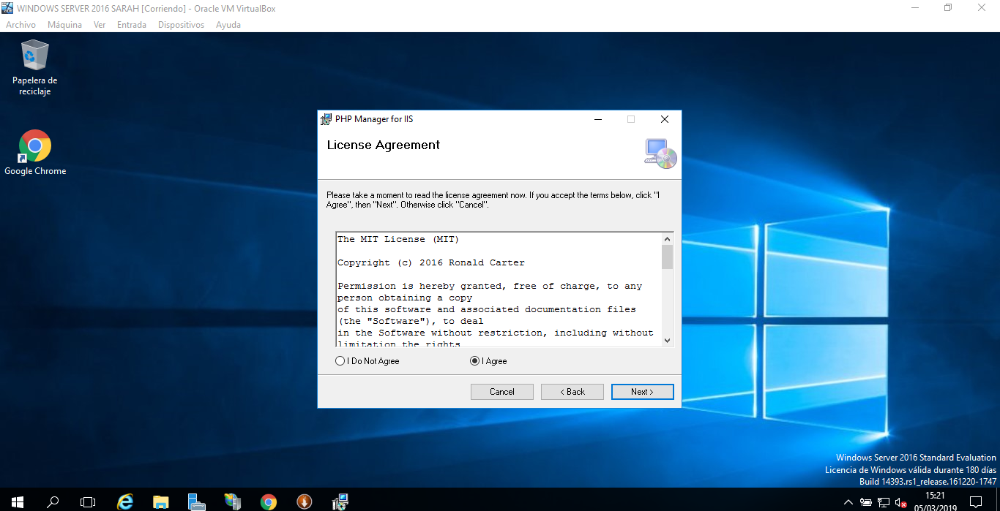 WINDOWS SERVER 2016 SARAH [Corriendo] - Oracle VM VirtualBox
Archivo Máquina Ver Entrada Dispositivos Ayuda
Papelera de
reciclaje
Google Chrome
PHP Manager for IIS
License Agreement
Please take a moment to read the license agreement now. If you accept the terms below, click "I
Agree", then "Next". Otherwise click "Cancel".
The MIT License (MIT)
Copyright (c) 2016 Ronald Carter
Permission is hereby granted, free of charge, to any
person obtaining a copy
of this software and associated documentation files
(the "Software"), to deal
in the Software without restriction, including without
limitation the rights
I Do Not Agree I Agree
Cancel < Back Next >
Windows Server 2016 Standard Evaluation
Licencia de Windows válida durante 180 días
Build 14393.rs1_release.161220-1747
15:21
05/03/2019